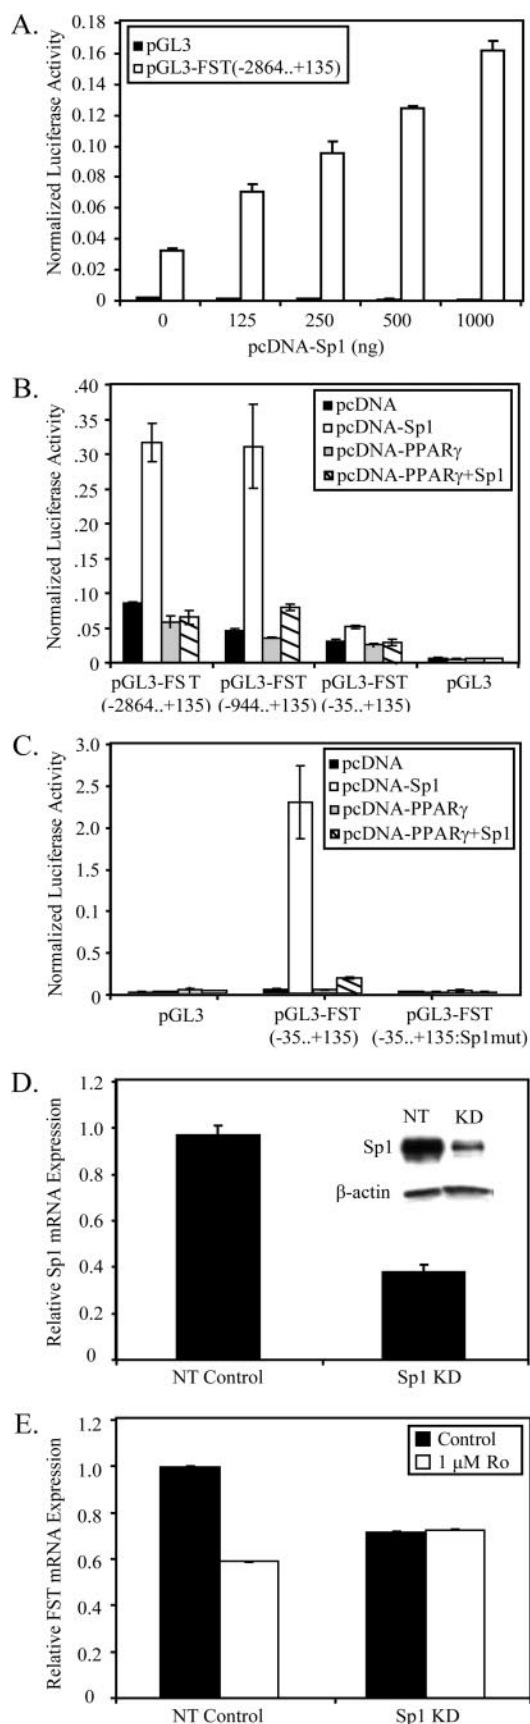 A.
Normalized Luciferase Activity
0.18
0.16
0.14
0.12
0.10
0.08
0.06
0.04
0.02
0
pGL3
pGL3-FST(-2864..+135)
0 125 250 500 1000
pcDNA-Sp1 (ng)
B.
Normalized Luciferase Activity
.40
.35
.30
.25
.20
.15
.10
.05
0
pcDNA
pcDNA-Sp1
pcDNA-PPARγ
pcDNA-PPARγ+Sp1
pGL3-FST pGL3-FST pGL3-FST pGL3
(-2864..+135) (-944..+135) (-35..+135)
C.
Normalized Luciferase Activity
3.0
2.5
2.0
1.5
1.0
0.5
0
pcDNA
pcDNA-Sp1
pcDNA-PPARγ
pcDNA-PPARγ+Sp1
pGL3 pGL3-FST pGL3-FST
(-35..+135) (-35..+135:Sp1mut)
D.
Relative Sp1 mRNA Expression
1.2
1.0
0.8
0.6
0.4
0.2
0
NT KD
Sp1
β-actin
NT Control Sp1 KD
E.
Relative FST mRNA Expression
1.2
1.0
0.8
0.6
0.4
0.2
0
Control
1 μM Ro
NT Control Sp1 KD